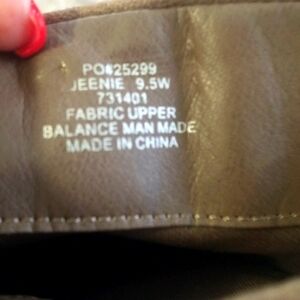 PO#25299
JEENIE 9.5W
731401
FABRIC UPPER
BALANCE MAN MADE
MADE IN CHINA